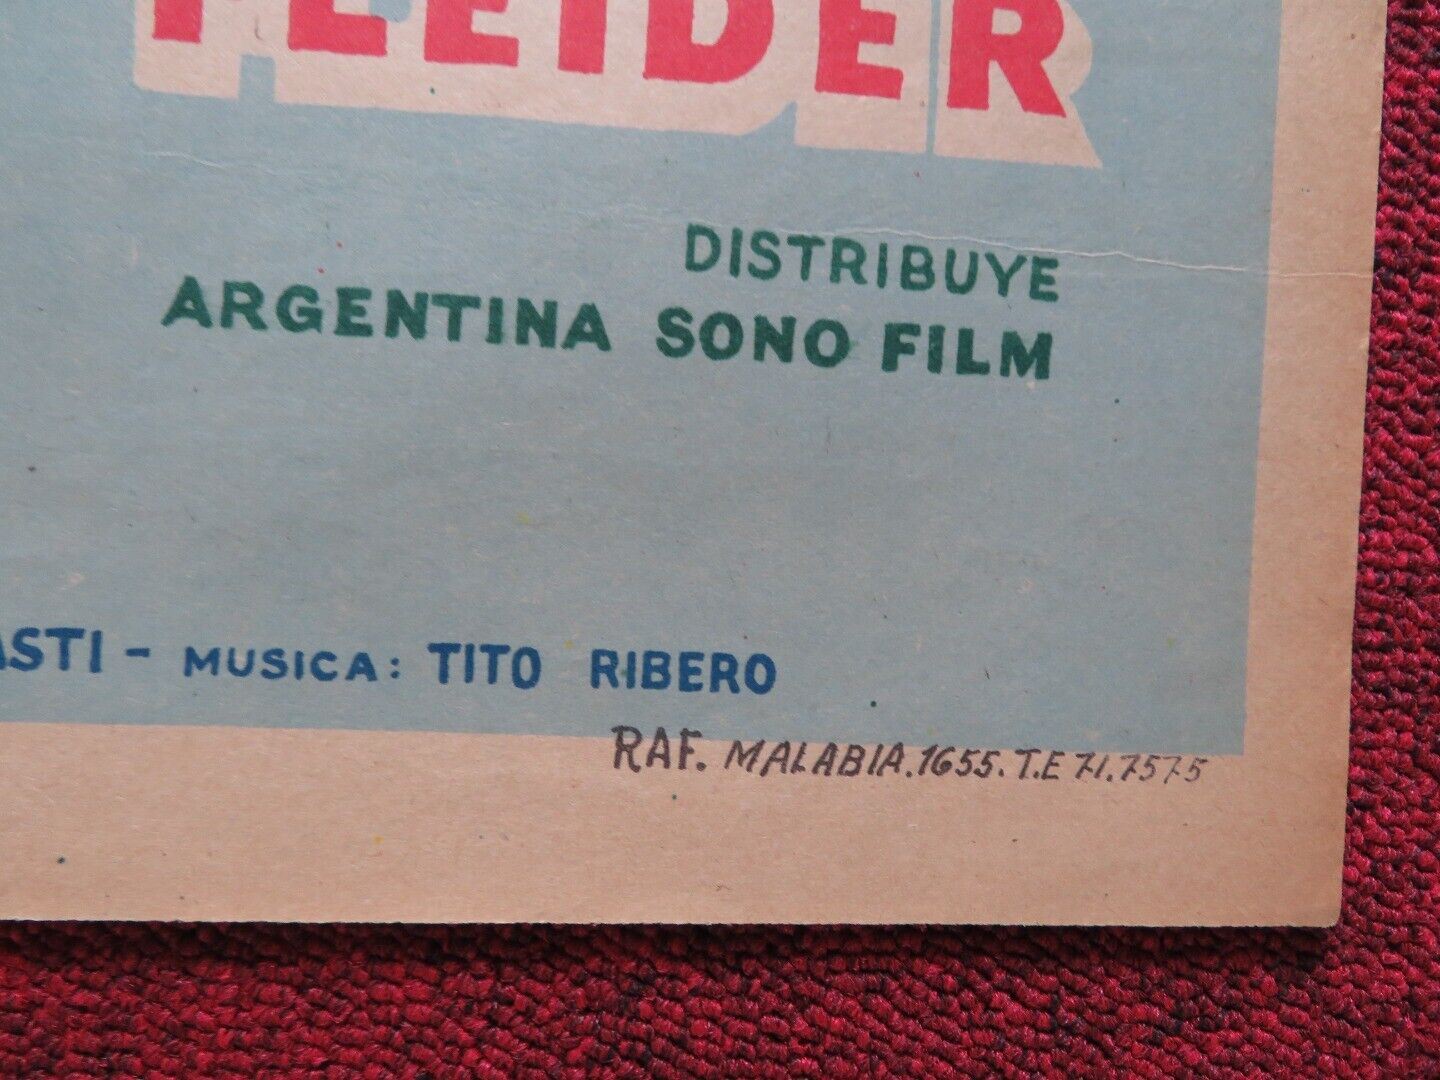 FLEIDER
DISTRIBUYE
ARGENTINA SONO FILM
ASTI - MUSICA: TITO RIBERO
RAF. MALABIA.1655.T.E 71.7575